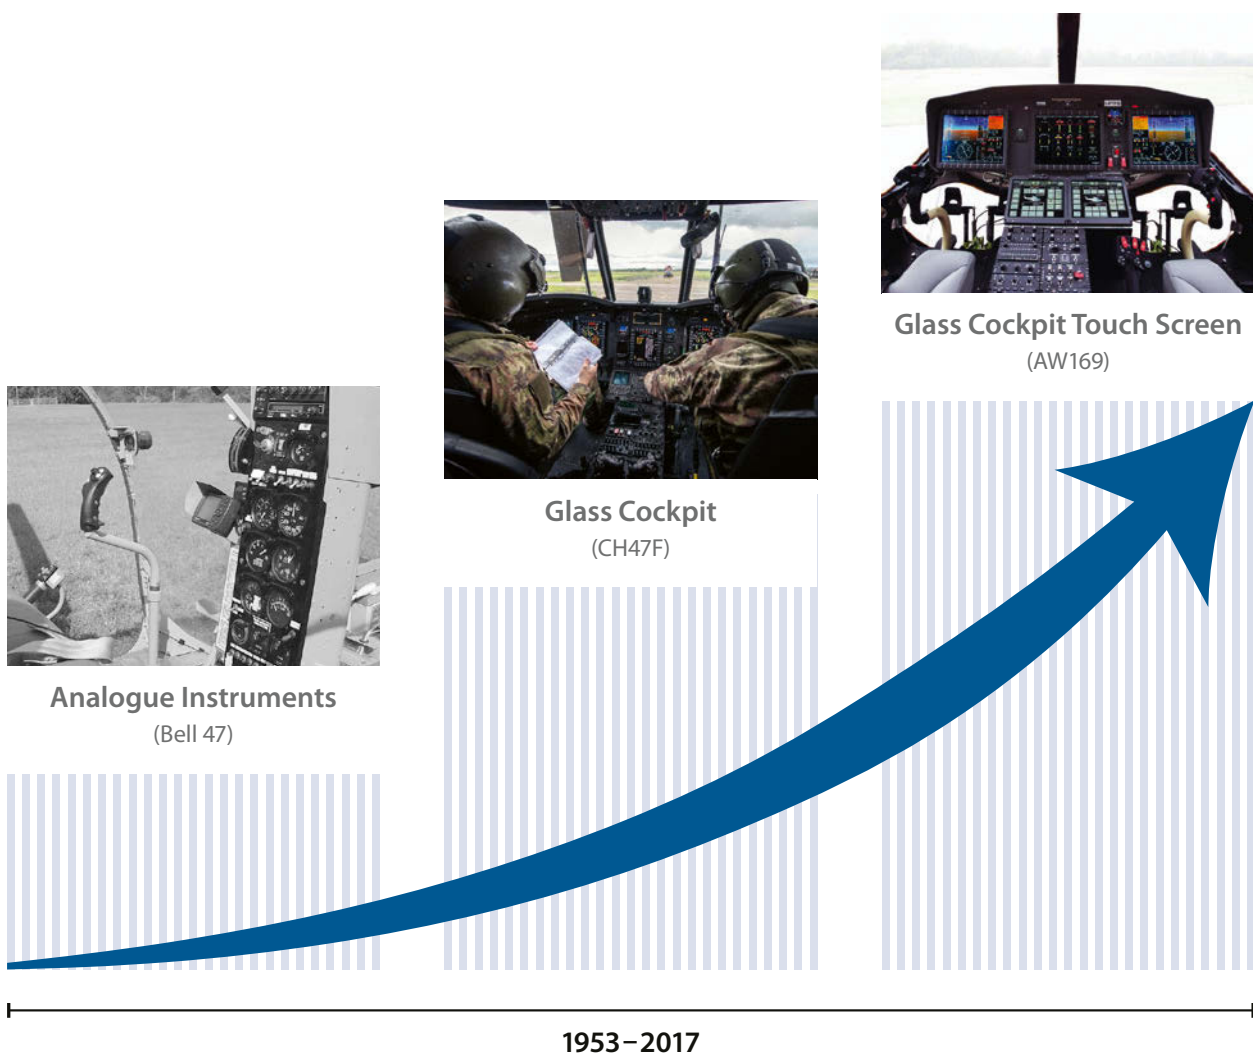 Glass Cockpit Touch Screen
(AW169)
Glass Cockpit
(CH47F)
Analogue Instruments
(Bell 47)
1953–2017